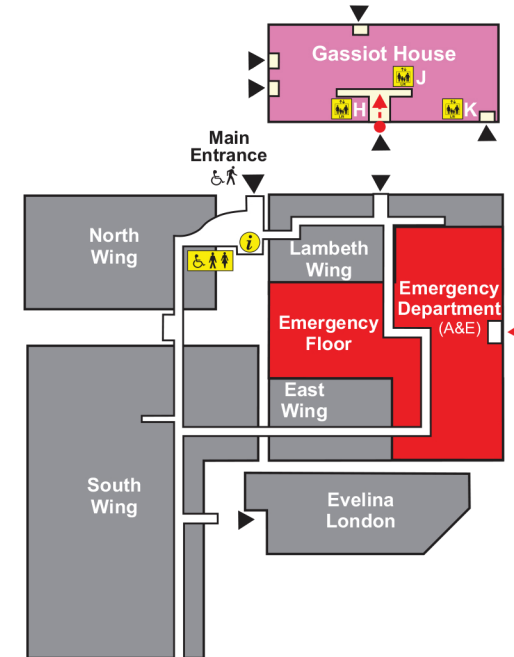 Gassiot House
J
H
K
Main
Entrance
North
Wing
i
Lambeth
Wing
Emergency
Department
(A&E)
Emergency
Floor
East
Wing
South
Wing
Evelina
London